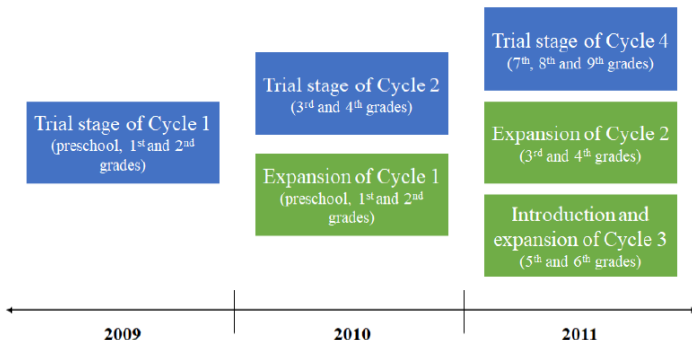 Trial stage of Cycle 1
(preschool, 1st and 2nd
grades)
Trial stage of Cycle 2
(3rd and 4th grades)
Expansion of Cycle 1
(preschool, 1st and 2nd
grades)
Trial stage of Cycle 4
(7th, 8th and 9th grades)
Expansion of Cycle 2
(3rd and 4th grades)
Introduction and
expansion of Cycle 3
(5th and 6th grades)
2009
2010
2011